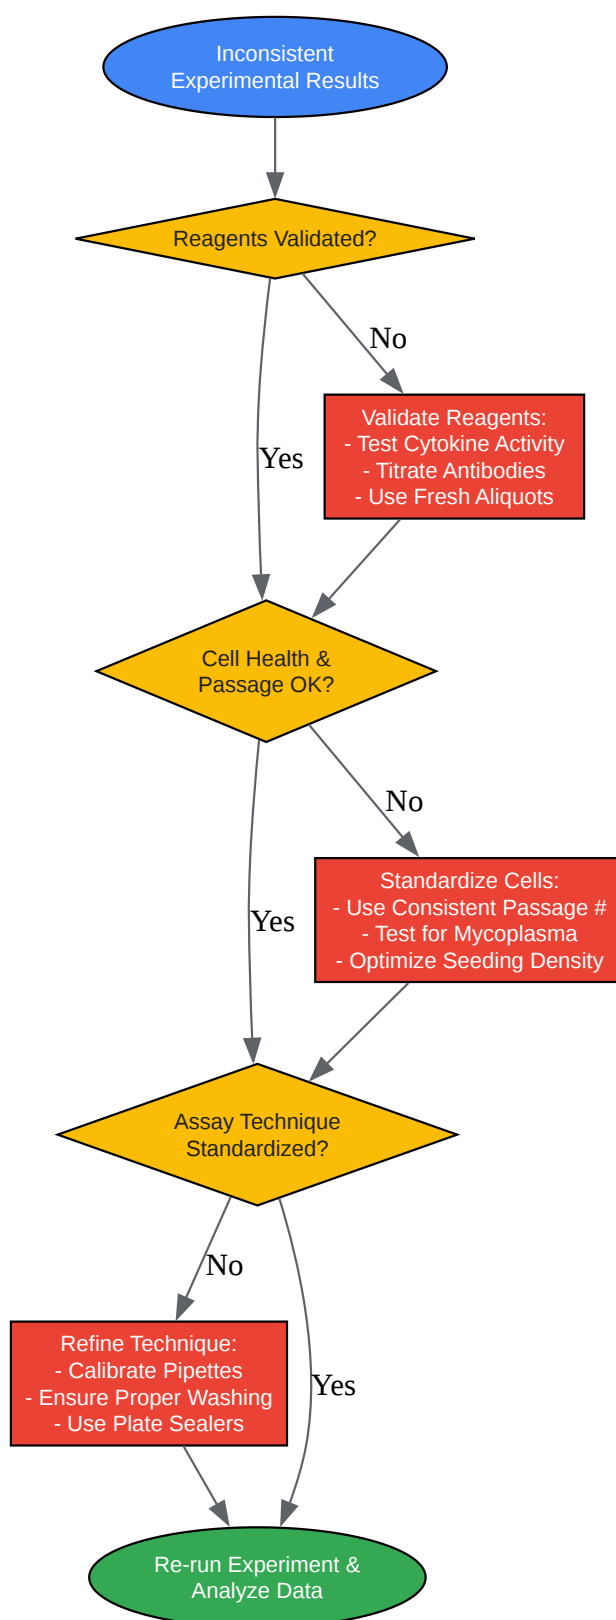 Inconsistent
Experimental Results
Reagents Validated?
No
Validate Reagents:
- Test Cytokine Activity
- Titrate Antibodies
- Use Fresh Aliquots
Yes
Cell Health &
Passage OK?
No
Standardize Cells:
- Use Consistent Passage #
- Test for Mycoplasma
- Optimize Seeding Density
Yes
Assay Technique
Standardized?
No
Refine Technique:
- Calibrate Pipettes
- Ensure Proper Washing
- Use Plate Sealers
Yes
Re-run Experiment &
Analyze Data